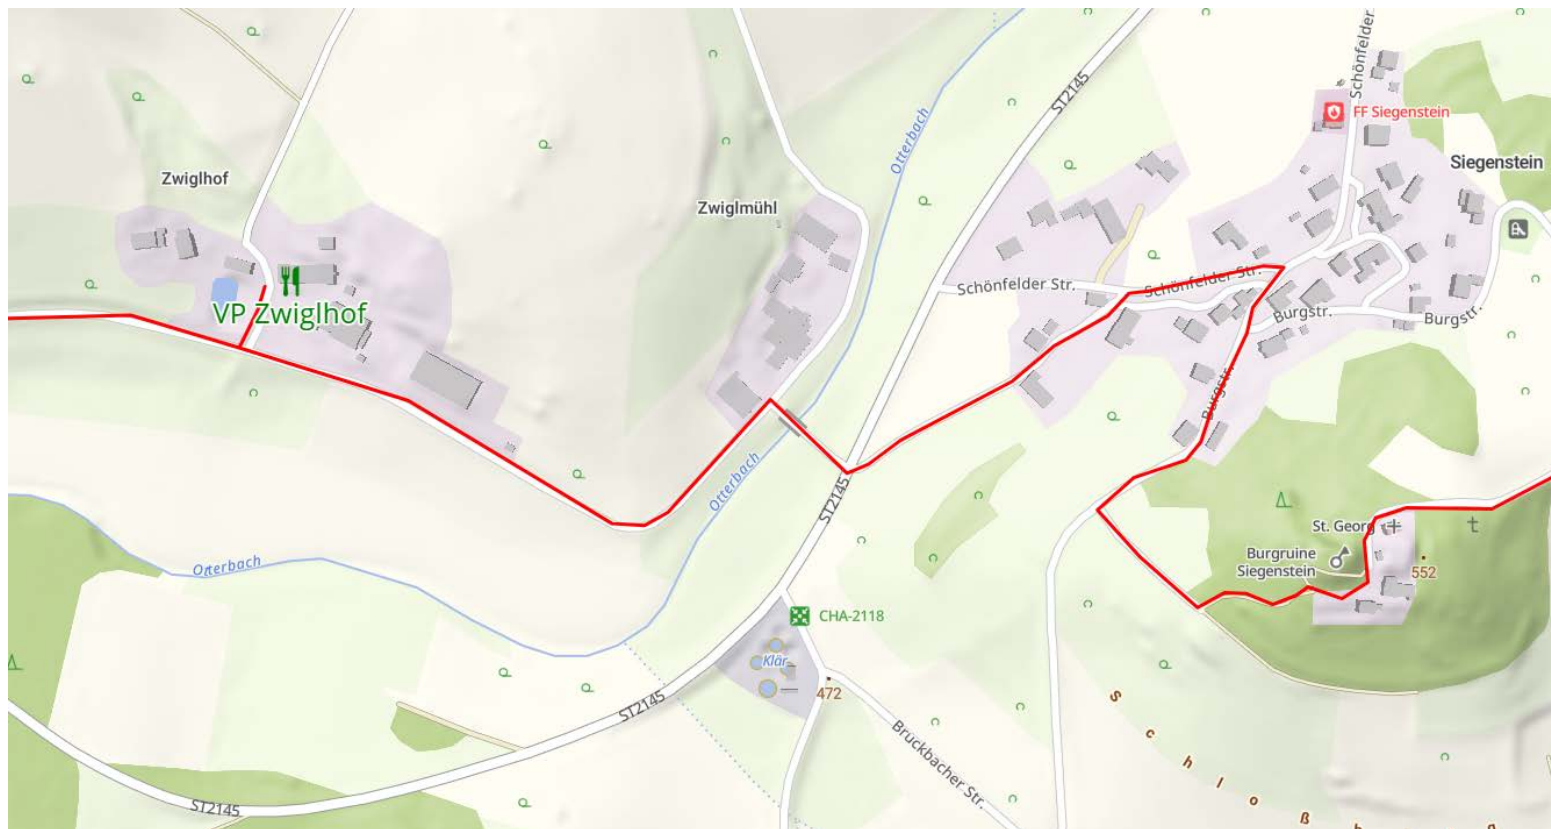 Schönfelder
ST2145
FF Siegenstein
Otterbach
Siegenstein
Zwiglhof
Zwiglmühl
Schönfelder Str.
Schönfelder Str.
VP Zwiglhof
Burgstr.
Burgstr.
Burgstr.
Otterbach
ST2145
St. Georg
Burgruine
Siegenstein
552
Otterbach
CHA-2118
Klär
472
ST2145
Bruckbacher Str.
ST2145
S c h l o ß